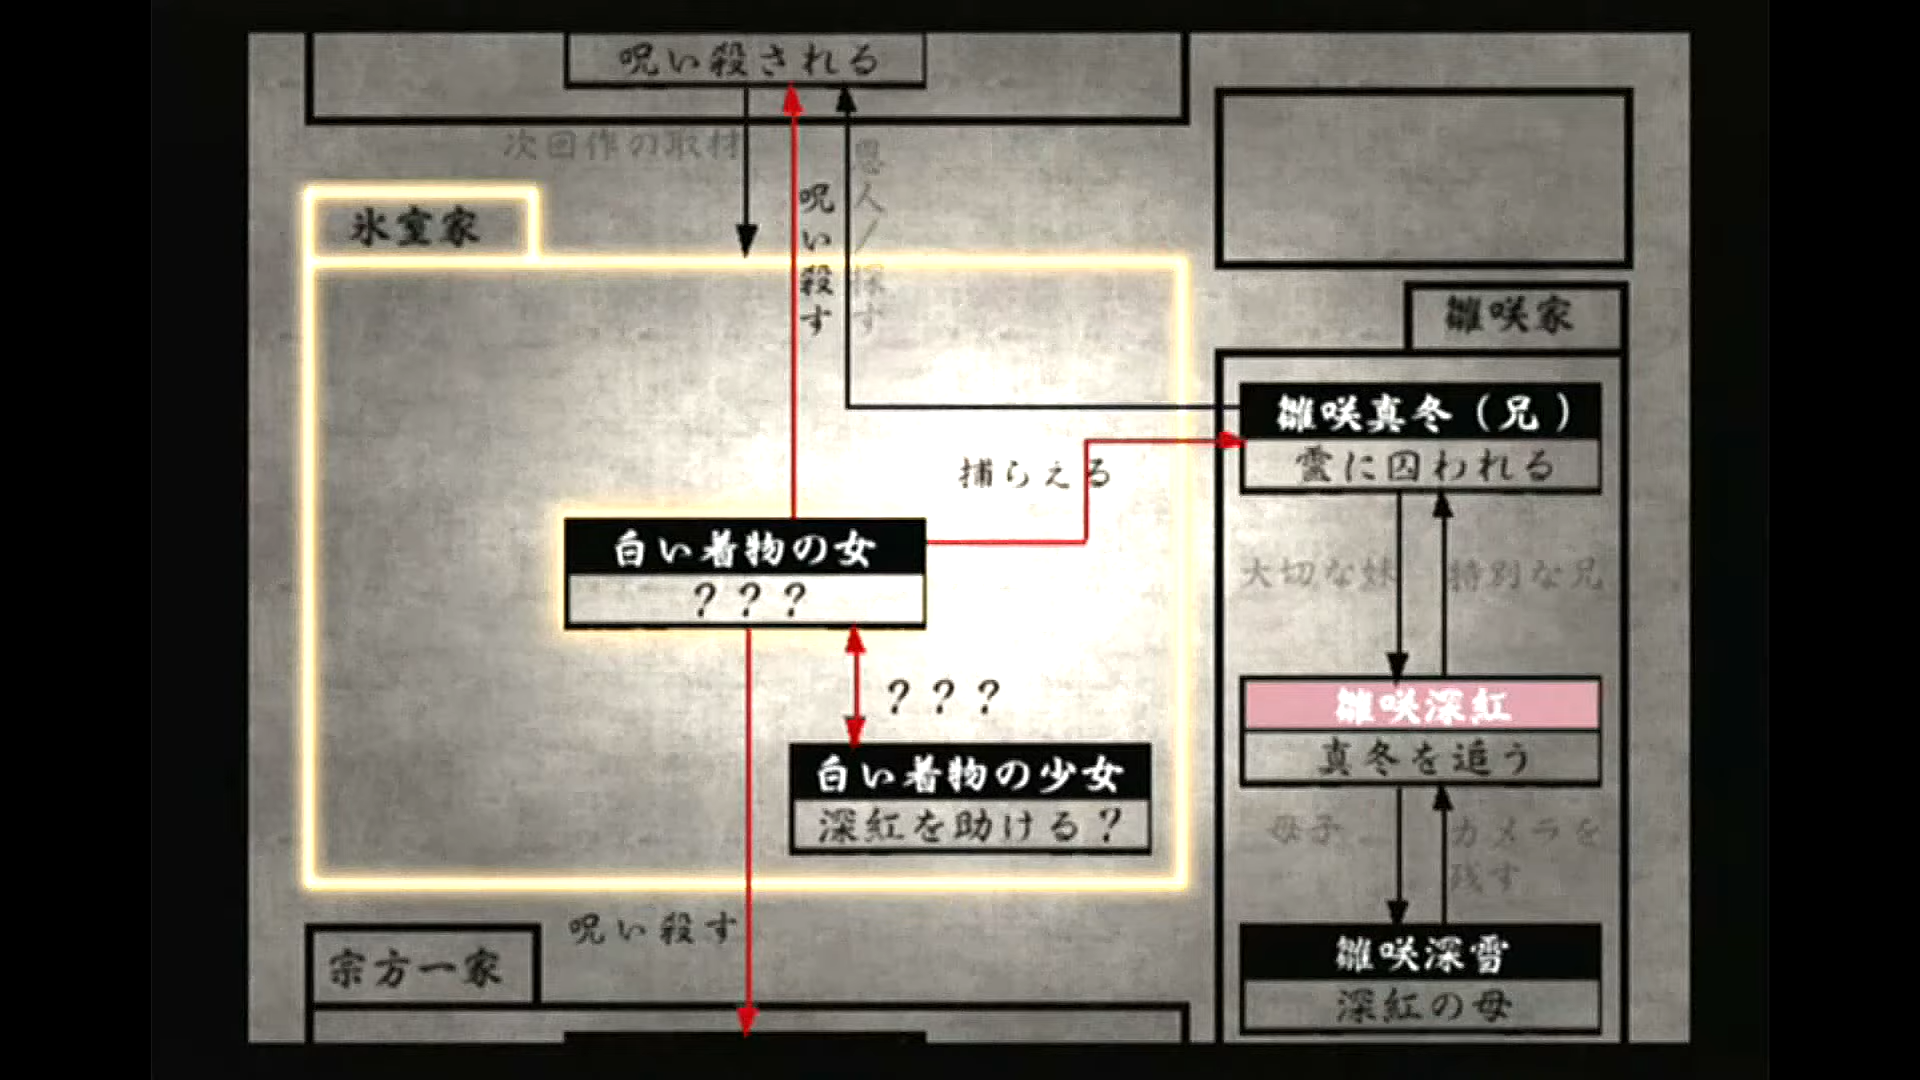 呪い殺される
次回作の取材
呪い殺す
恩人／探す
氷室家
雛咲家
雛咲真冬（兄）
霊に囚われる
捕らえる
白い着物の女
？？？
大切な妹
特別な兄
？？？
雛咲深紅
真冬を追う
白い着物の少女
深紅を助ける？
母子
カメラを
残す
呪い殺す
宗方一家
雛咲深雪
深紅の母